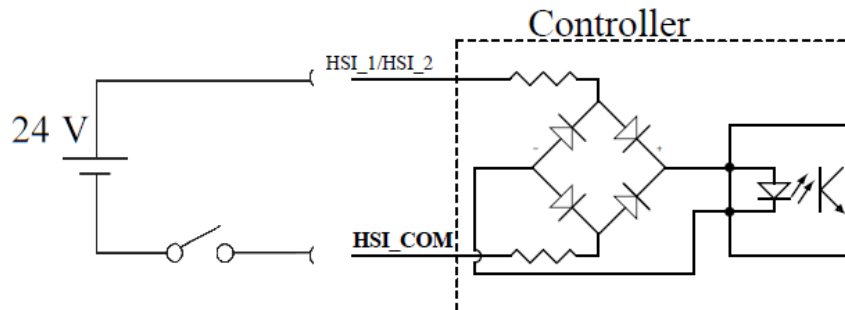 Controller
HSI_1/HSI_2
24 V
- +
HSI_COM